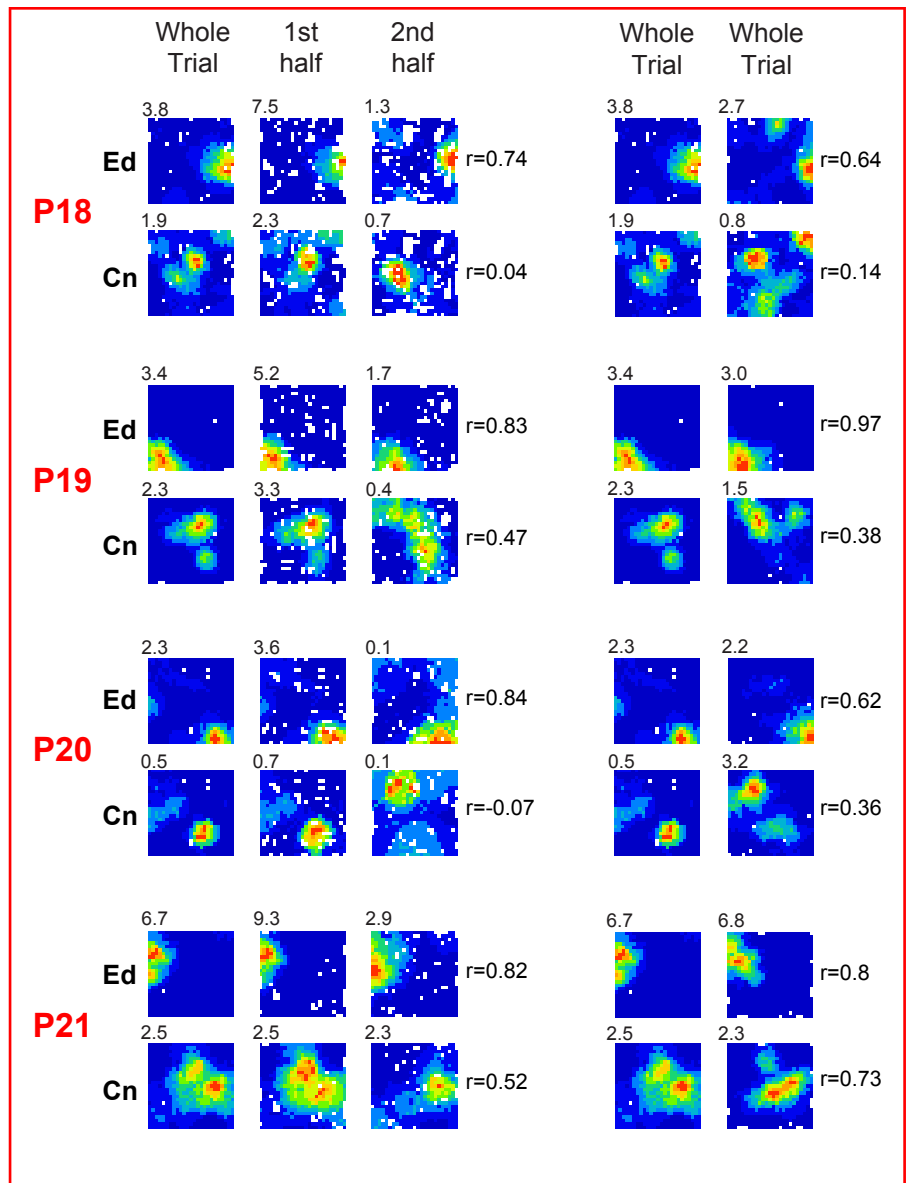 Whole Trial 1st half 2nd half Whole Trial Whole Trial
3.8 7.5 1.3 3.8 2.7
Ed r=0.74 r=0.64
P18
1.9 2.3 0.7 1.9 0.8
Cn r=0.04 r=0.14
3.4 5.2 1.7 3.4 3.0
Ed r=0.83 r=0.97
P19
2.3 3.3 0.4 2.3 1.5
Cn r=0.47 r=0.38
2.3 3.6 0.1 2.3 2.2
Ed r=0.84 r=0.62
P20
0.5 0.7 0.1 0.5 3.2
Cn r=-0.07 r=0.36
6.7 9.3 2.9 6.7 6.8
Ed r=0.82 r=0.8
P21
2.5 2.5 2.3 2.5 2.3
Cn r=0.52 r=0.73